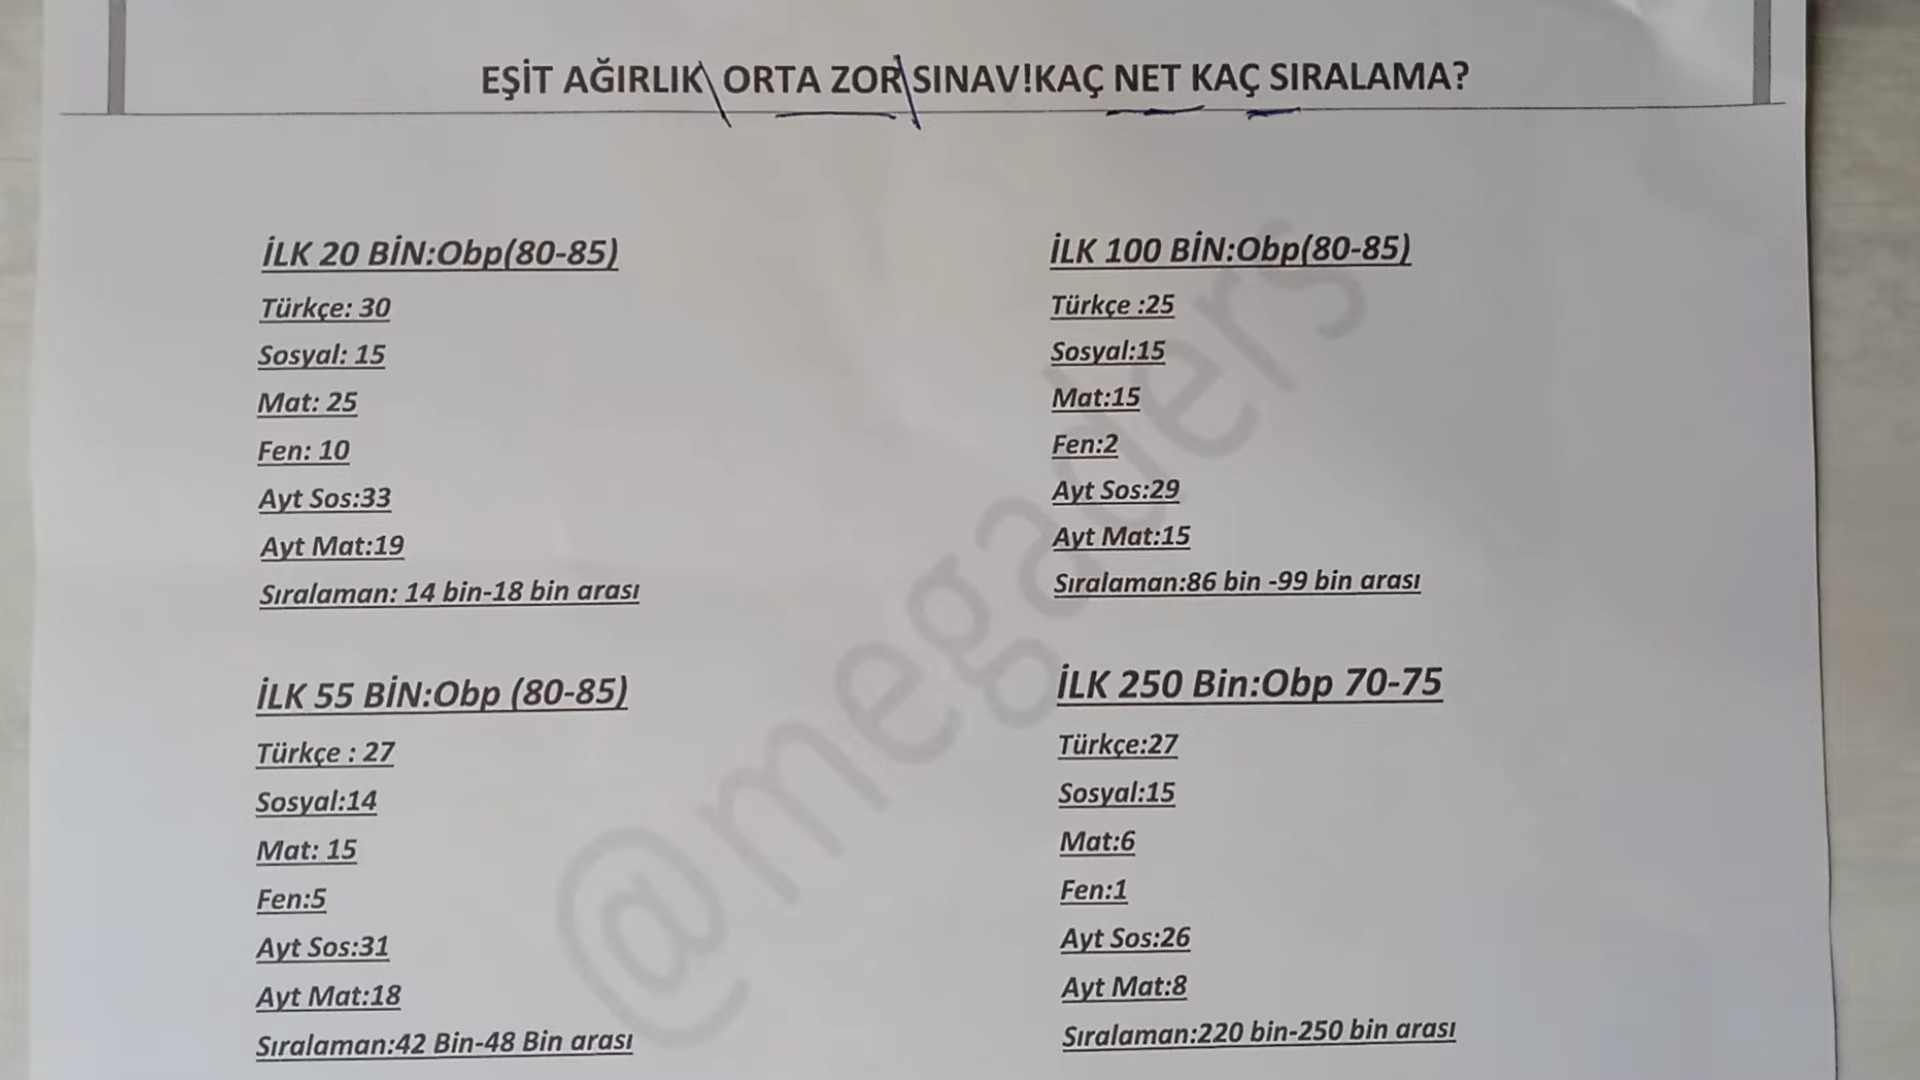 EŞİT AĞIRLIK\ ORTA ZOR\SINAV!KAÇ NET KAÇ SIRALAMA?
İLK 20 BİN:Obp(80-85)
Türkçe: 30
Sosyal: 15
Mat: 25
Fen: 10
Ayt Sos:33
Ayt Mat:19
Sıralaman: 14 bin-18 bin arası
İLK 55 BİN:Obp (80-85)
Türkçe : 27
Sosyal:14
Mat: 15
Fen:5
Ayt Sos:31
Ayt Mat:18
Sıralaman:42 Bin-48 Bin arası
İLK 100 BİN:Obp(80-85)
Türkçe :25
Sosyal:15
Mat:15
Fen:2
Ayt Sos:29
Ayt Mat:15
Sıralaman:86 bin -99 bin arası
İLK 250 Bin:Obp 70-75
Türkçe:27
Sosyal:15
Mat:6
Fen:1
Ayt Sos:26
Ayt Mat:8
Sıralaman:220 bin-250 bin arası
@megaders